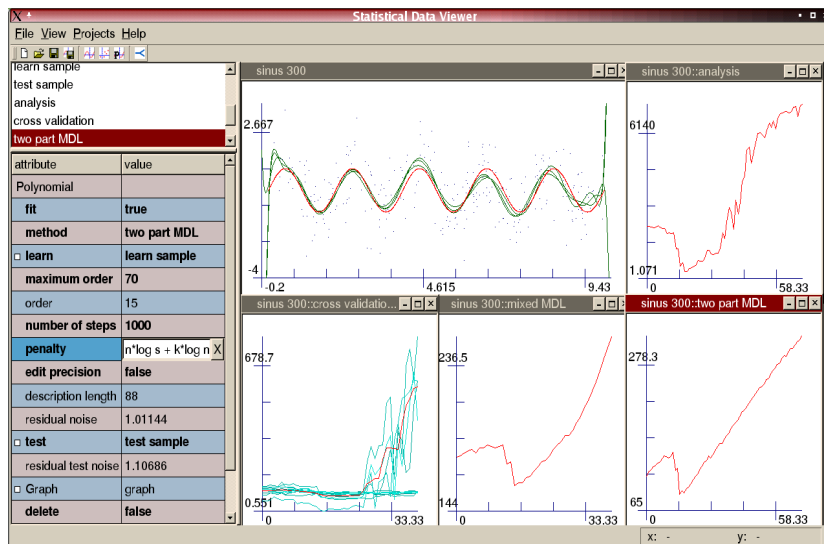 Statistical Data Viewer
File View Projects Help
learn sample
test sample
analysis
cross validation
two part MDL
attribute value
Polynomial
fit true
method two part MDL
learn learn sample
maximum order 70
order 15
number of steps 1000
penalty n*log s + k*log n X
edit precision false
description length 88
residual noise 1.01144
test test sample
residual test noise 1.10686
Graph graph
delete false
sinus 300
2.667
-4
-0.2 4.615 9.43
sinus 300::analysis
6140
1.071
0 58.33
sinus 300::cross validatio...
678.7
0.551
0 33.33
sinus 300::mixed MDL
236.5
144
0 33.33
sinus 300::two part MDL
278.3
65
0 58.33
x: - y: -